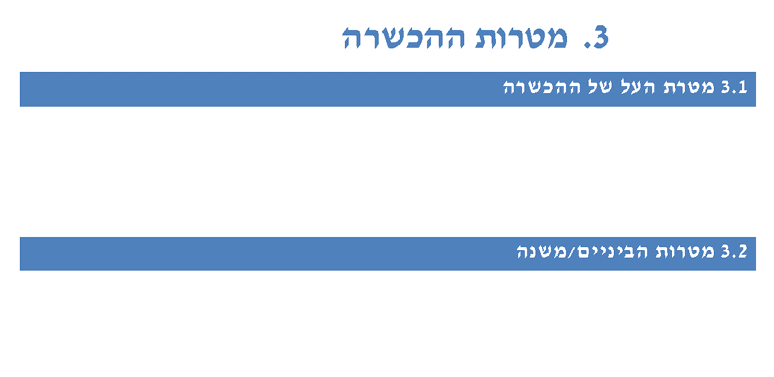 3. מטרות ההכשרה
3.1 מטרת העל של ההכשרה
3.2 מטרות הביניים/משנה